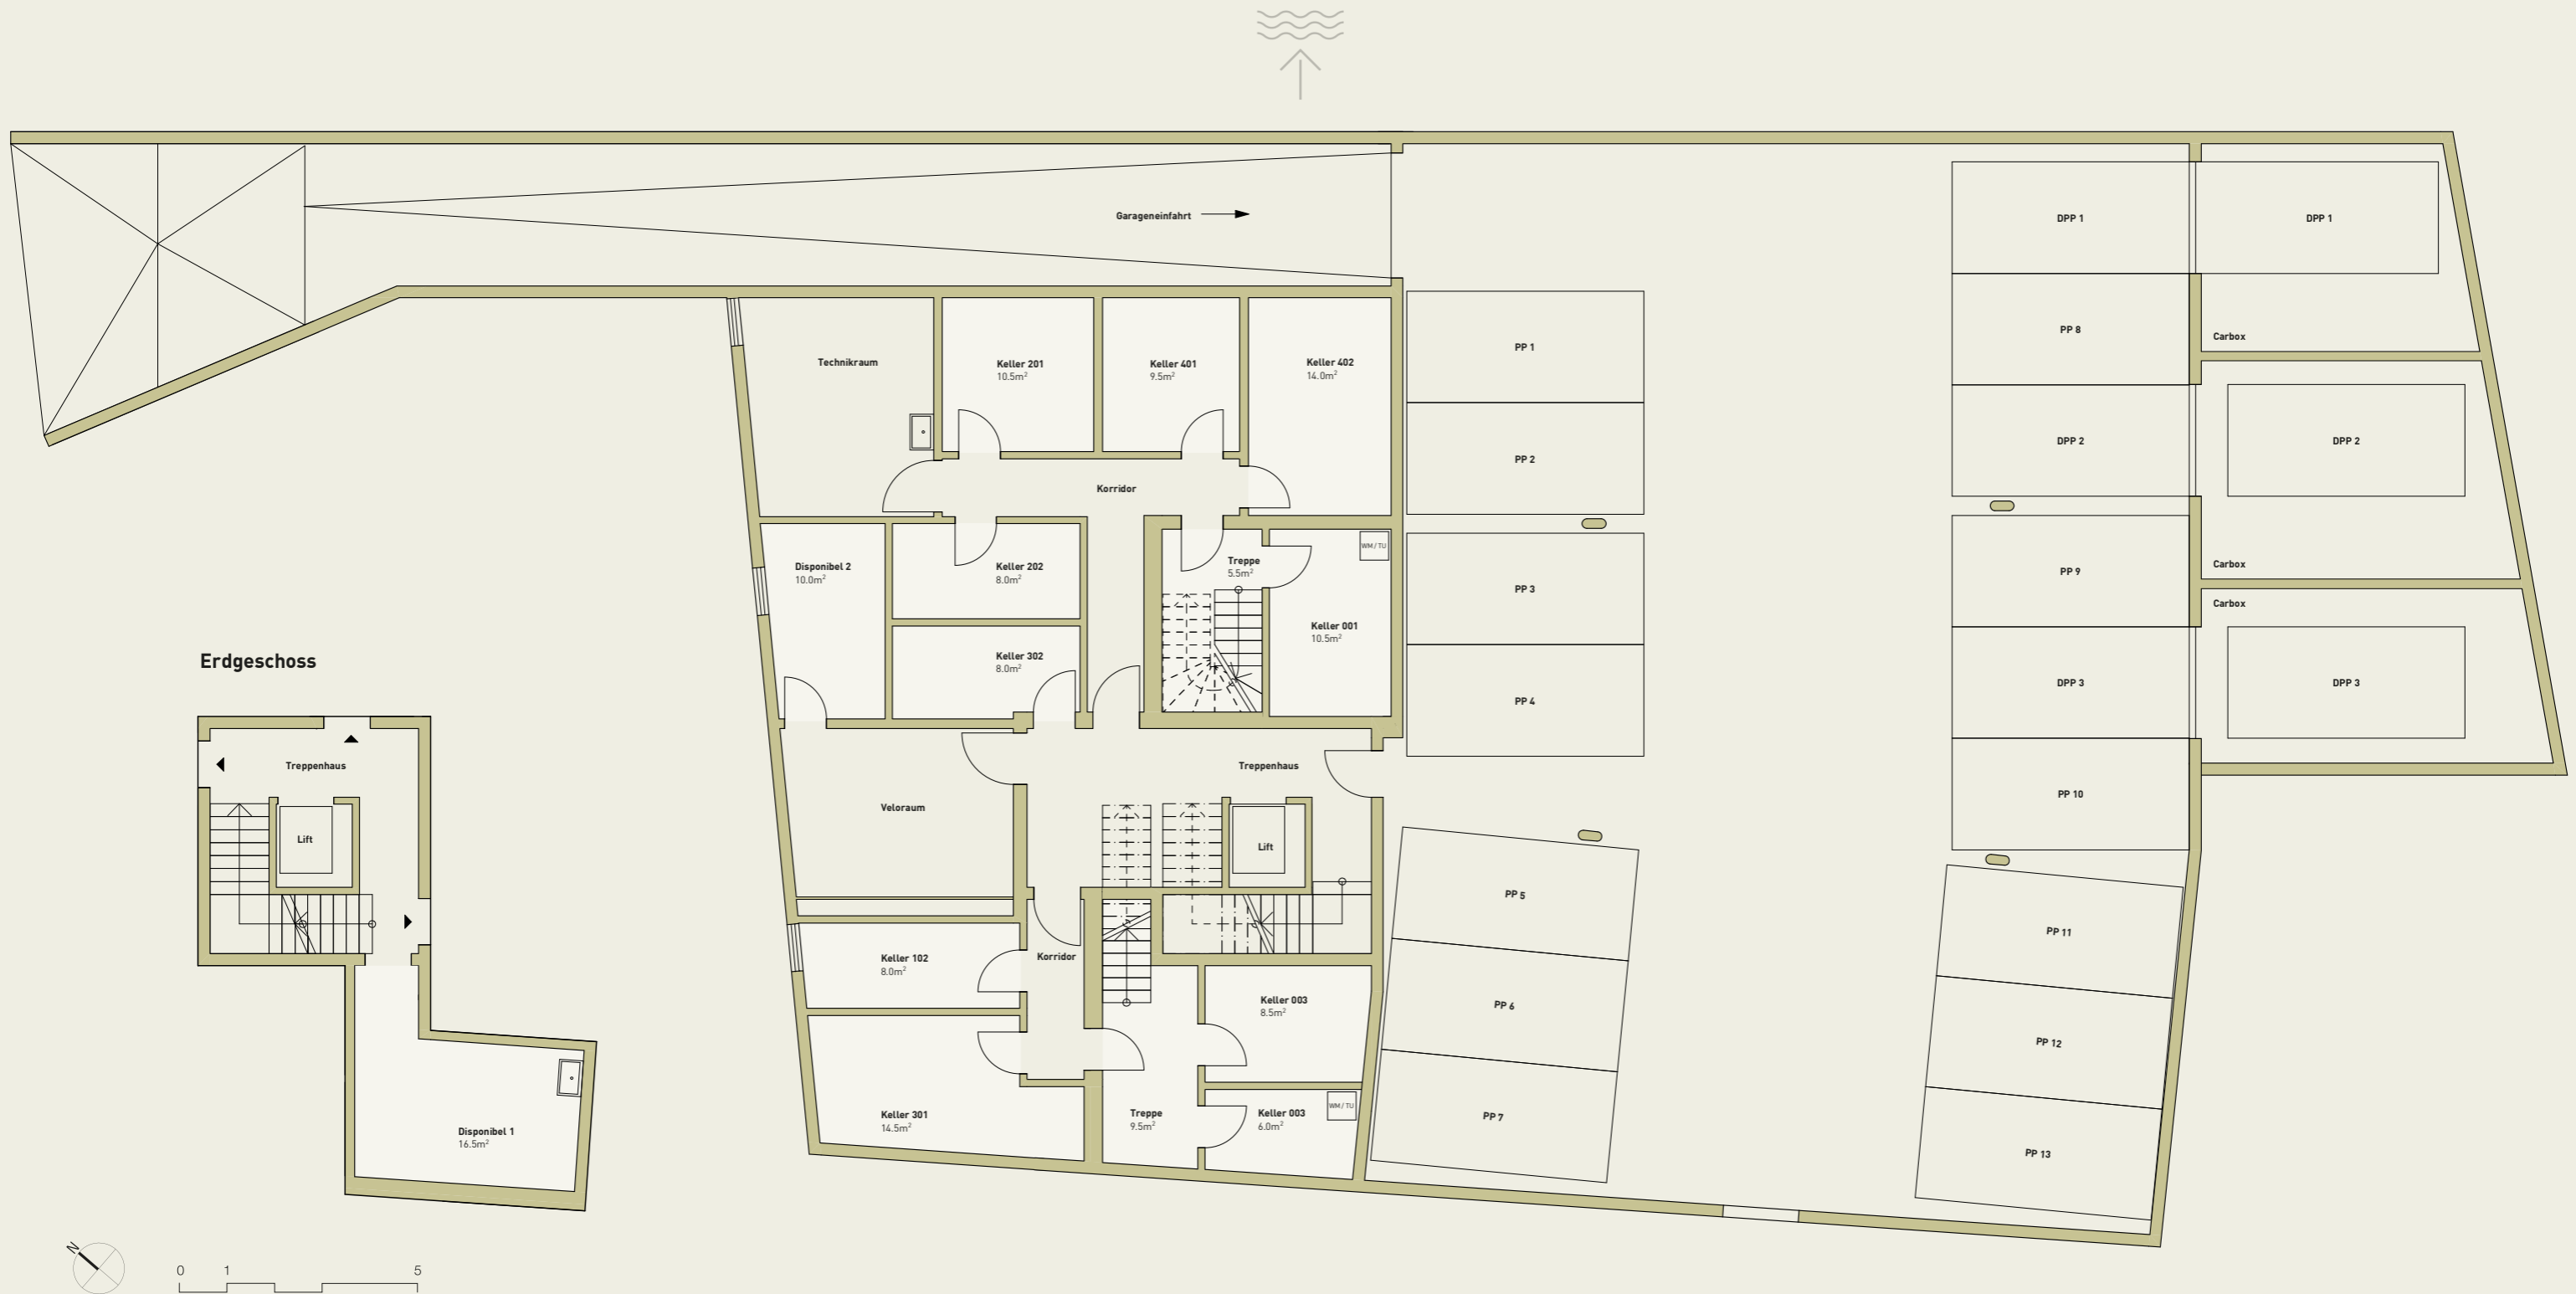 Garageneinfahrt
DPP 1
DPP 1
PP 8
Carbox
PP 1
Technikraum
Keller 201
10.5m²
Keller 401
9.5m²
Keller 402
14.0m²
PP 2
DPP 2
DPP 2
Korridor
Disponibel 2
10.0m²
Keller 202
8.0m²
Treppe
5.5m²
WM / TU
PP 3
PP 9
Carbox
Carbox
Keller 001
10.5m²
Keller 302
8.0m²
PP 4
DPP 3
DPP 3
Erdgeschoss
Treppenhaus
Lift
Disponibel 1
16.5m²
Treppenhaus
Veloraum
Lift
PP 10
PP 5
PP 11
Keller 102
8.0m²
Korridor
Keller 003
8.5m²
PP 6
PP 12
Keller 301
14.5m²
Treppe
9.5m²
Keller 003
6.0m²
WM / TU
PP 7
PP 13
N
0 1 5